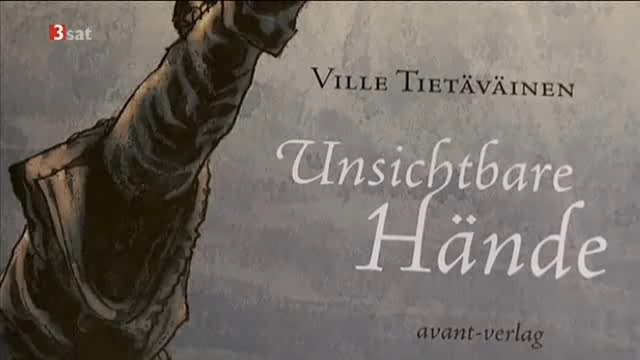 3sat
VILLE TIETÄVÄINEN
Unsichtbare
Hände
avant-verlag